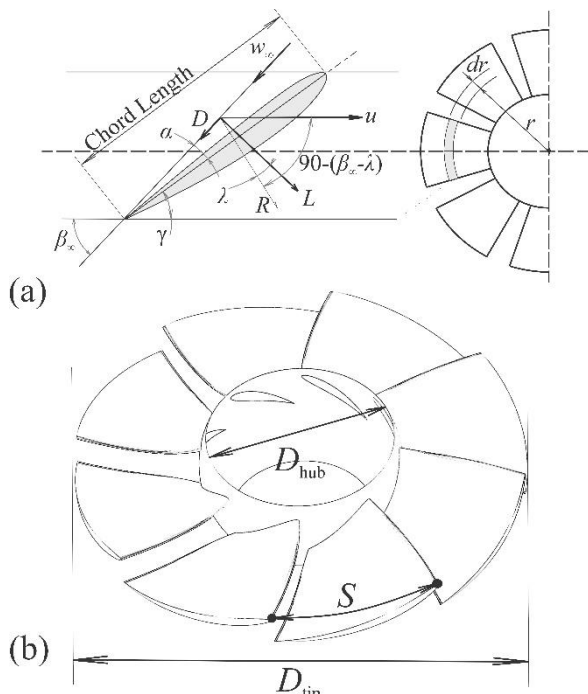 w∞
Chord Length
dr
D
u
r
α
90-(β∞-λ)
λ
R
L
β∞
γ
(a)
D_hub
S
(b)
D_tip